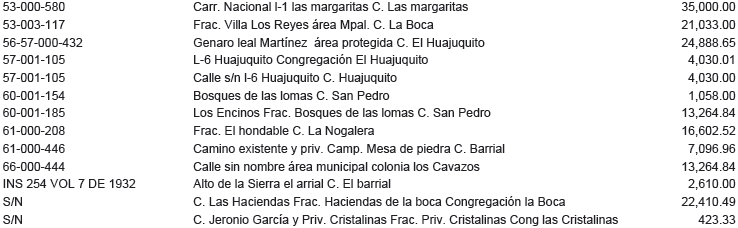 53-000-580 Carr. Nacional I-1 las margaritas C. Las margaritas 35,000.00
53-003-117 Frac. Villa Los Reyes área Mpal. C. La Boca 21,033.00
56-57-000-432 Genaro leal Martínez área protegida C. El Huajuquito 24,888.65
57-001-105 L-6 Huajuquito Congregación El Huajuquito 4,030.01
57-001-105 Calle s/n I-6 Huajuquito C. Huajuquito 4,030.00
60-001-154 Bosques de las lomas C. San Pedro 1,058.00
60-001-185 Los Encinos Frac. Bosques de las lomas C. San Pedro 13,264.84
61-000-208 Frac. El hondable C. La Nogalera 16,602.52
61-000-446 Camino existente y priv. Camp. Mesa de piedra C. Barrial 7,096.96
66-000-444 Calle sin nombre área municipal colonia los Cavazos 13,264.84
INS 254 VOL 7 DE 1932 Alto de la Sierra el arrial C. El barrial 2,610.00
S/N C. Las Haciendas Frac. Haciendas de la boca Congregación la Boca 22,410.49
S/N C. Jeronio García y Priv. Cristalinas Frac. Priv. Cristalinas Cong las Cristalinas 423.33